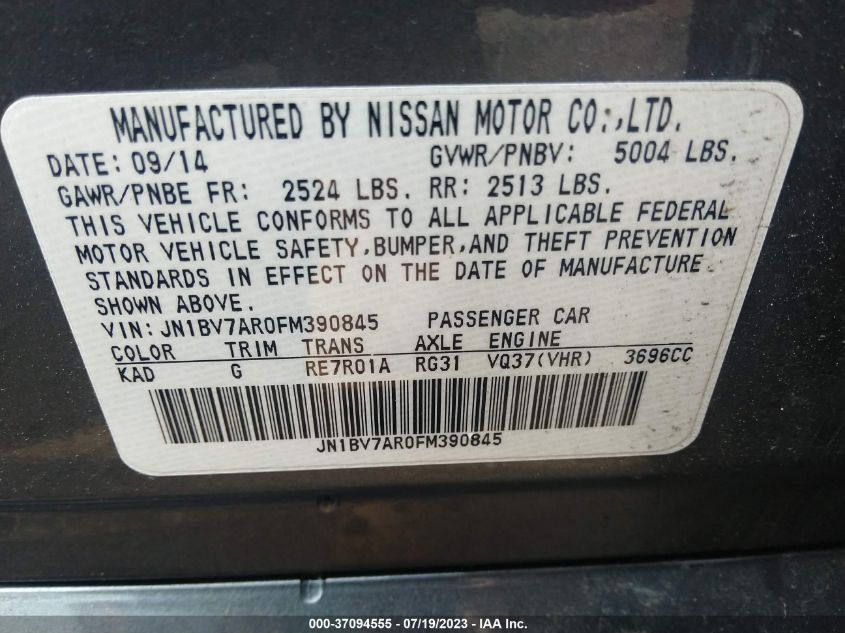 MANUFACTURED BY NISSAN MOTOR CO.,LTD.
DATE: 09/14 GVWR/PNBV: 5004 LBS.
GAWR/PNBE FR: 2524 LBS. RR: 2513 LBS.
THIS VEHICLE CONFORMS TO ALL APPLICABLE FEDERAL
MOTOR VEHICLE SAFETY,BUMPER,AND THEFT PREVENTION
STANDARDS IN EFFECT ON THE DATE OF MANUFACTURE
SHOWN ABOVE.
VIN: JN1BV7AR0FM390845 PASSENGER CAR
COLOR TRIM TRANS AXLE ENGINE
KAD G RE7R01A RG31 VQ37(VHR) 3696CC
JN1BV7AR0FM390845
000-37094555 / 07/19/2023 - IAA Inc.